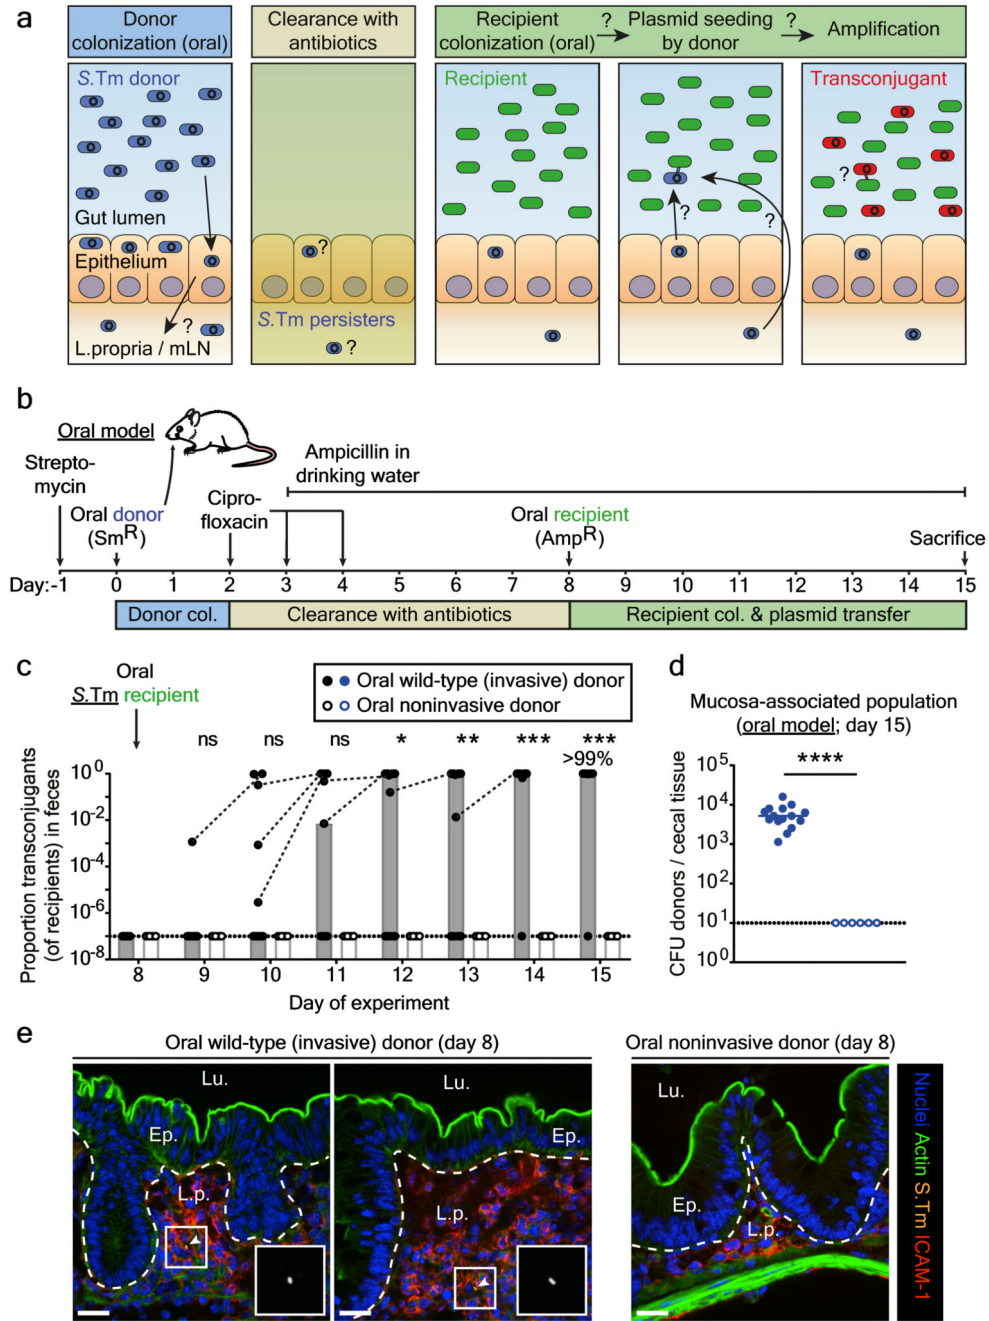 a
Donor
colonization (oral)
Clearance with
antibiotics
Recipient
colonization (oral)
?
Plasmid seeding
by donor
?
Amplification
S.Tm donor
Gut lumen
Epithelium
?
L.propria / mLN
?
S.Tm persisters
?
Recipient
?
?
Transconjugant
?
b
Oral model
Strepto-
mycin
Oral donor
(SmR)
Cipro-
floxacin
Ampicillin in
drinking water
Oral recipient
(AmpR)
Sacrifice
Day:-1 0 1 2 3 4 5 6 7 8 9 10 11 12 13 14 15
Donor col.
Clearance with antibiotics
Recipient col. & plasmid transfer
c
Oral
S.Tm recipient
Oral wild-type (invasive) donor
Oral noninvasive donor
ns ns ns * ** *** ***
>99%
Proportion transconjugants
(of recipients) in feces
10^0
10^-2
10^-4
10^-6
10^-8
8 9 10 11 12 13 14 15
Day of experiment
d
Mucosa-associated population
(oral model; day 15)
****
CFU donors / cecal tissue
10^5
10^4
10^3
10^2
10^1
10^0
e
Oral wild-type (invasive) donor (day 8)
Oral noninvasive donor (day 8)
Lu.
Ep.
L.p.
Lu.
Ep.
L.p.
Lu.
Ep.
L.p.
Nuclei Actin S.Tm ICAM-1